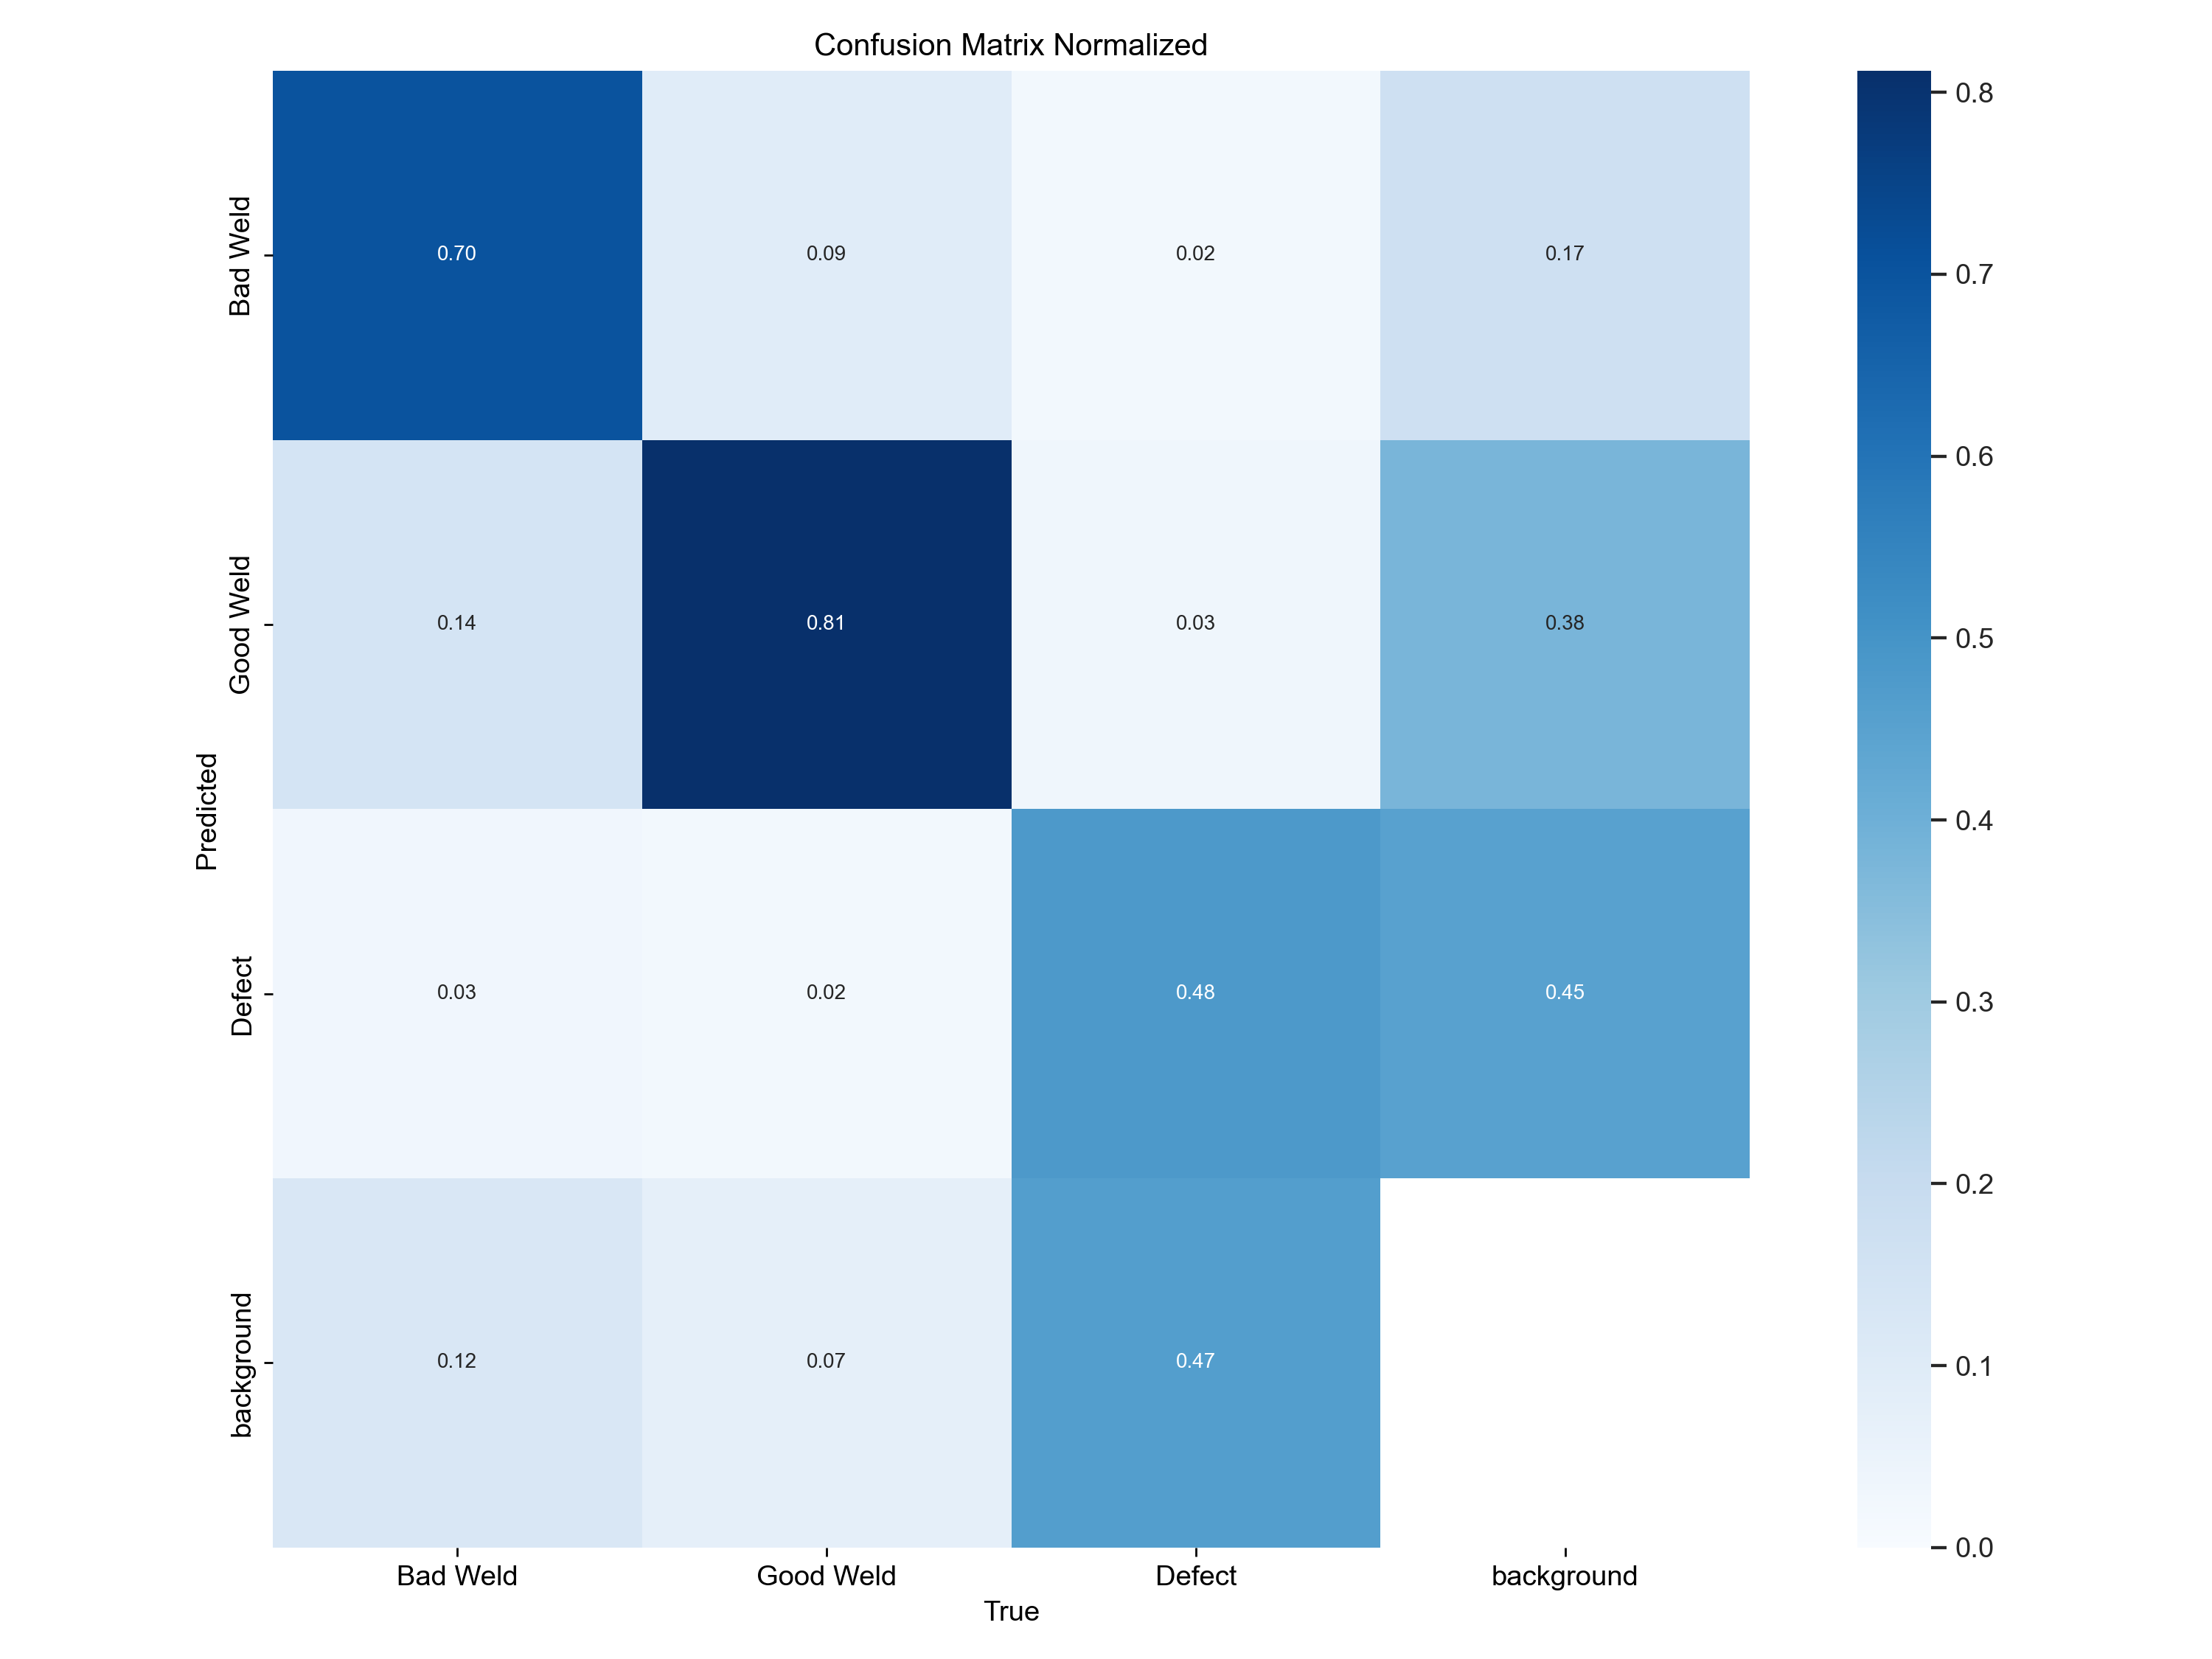 Confusion Matrix Normalized
Bad Weld
0.70
0.09
0.02
0.17
Good Weld
0.14
0.81
0.03
0.38
Defect
0.03
0.02
0.48
0.45
background
0.12
0.07
0.47
Predicted
Bad Weld
Good Weld
Defect
background
True
0.8
0.7
0.6
0.5
0.4
0.3
0.2
0.1
0.0